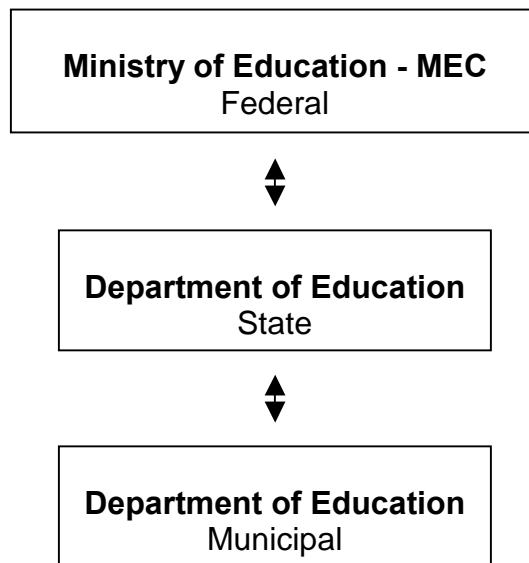 Ministry of Education - MEC
Federal
Department of Education
State
Department of Education
Municipal